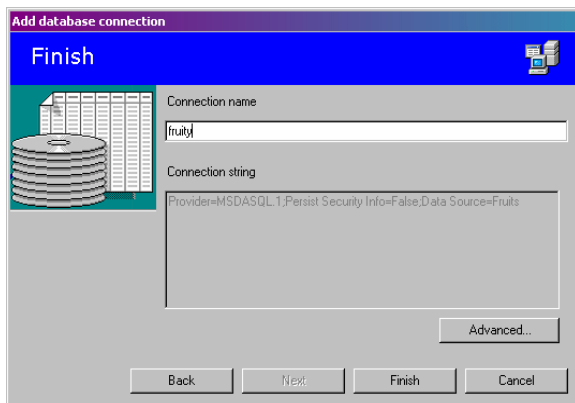 Add database connection
Finish
Connection name
fruity
Connection string
Provider=MSDASQL.1;Persist Security Info=False;Data Source=Fruits
Advanced...
Back Next Finish Cancel